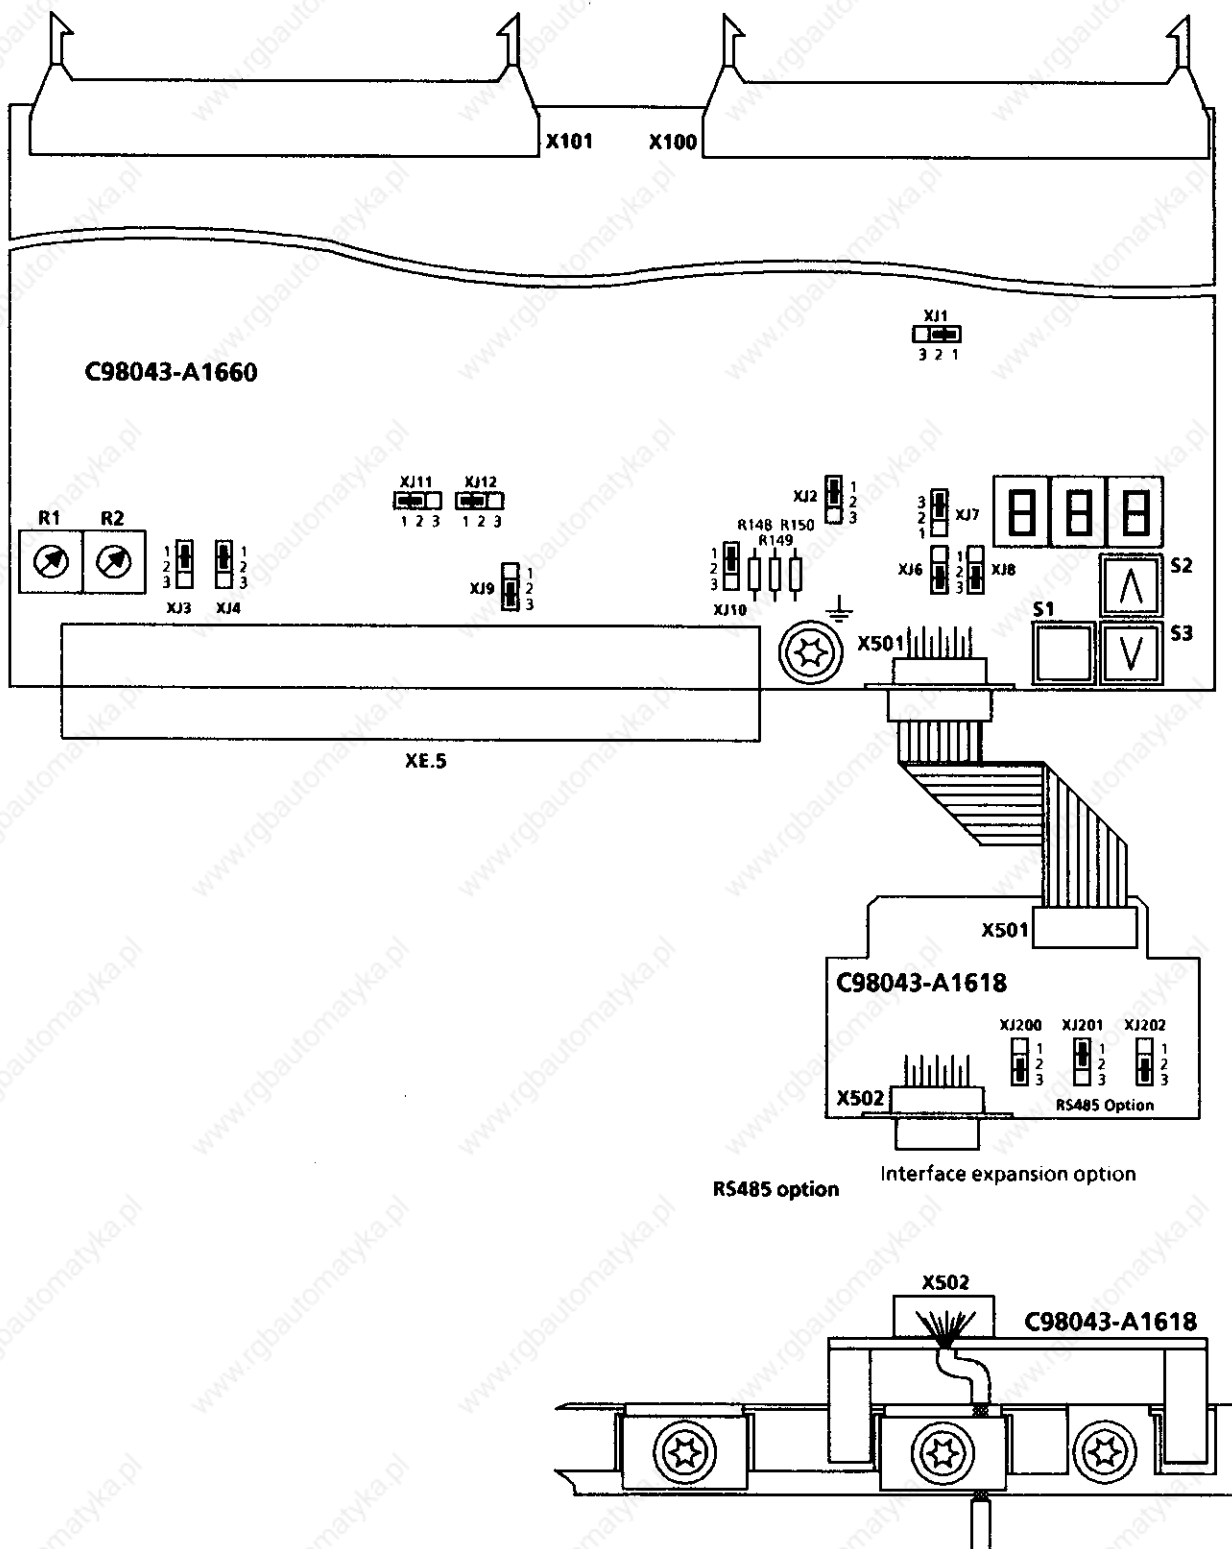 X101 X100
XJ1
3 2 1
C98043-A1660
XJ11 XJ12
1 2 3 1 2 3
XJ2
1
2
3
3
2
1
XJ7
R148 R150
R149
R1 R2
1
2
3
XJ3
1
2
3
XJ4
XJ9
1
2
3
1
2
3
XJ10
XJ6
1
2
3
XJ8
S2
S1
S3
X501
XE.5
X501
C98043-A1618
XJ200 XJ201 XJ202
1
2
3
1
2
3
1
2
3
X502
RS485 Option
Interface expansion option
RS485 option
X502
C98043-A1618
www.rgbautomatyka.pl